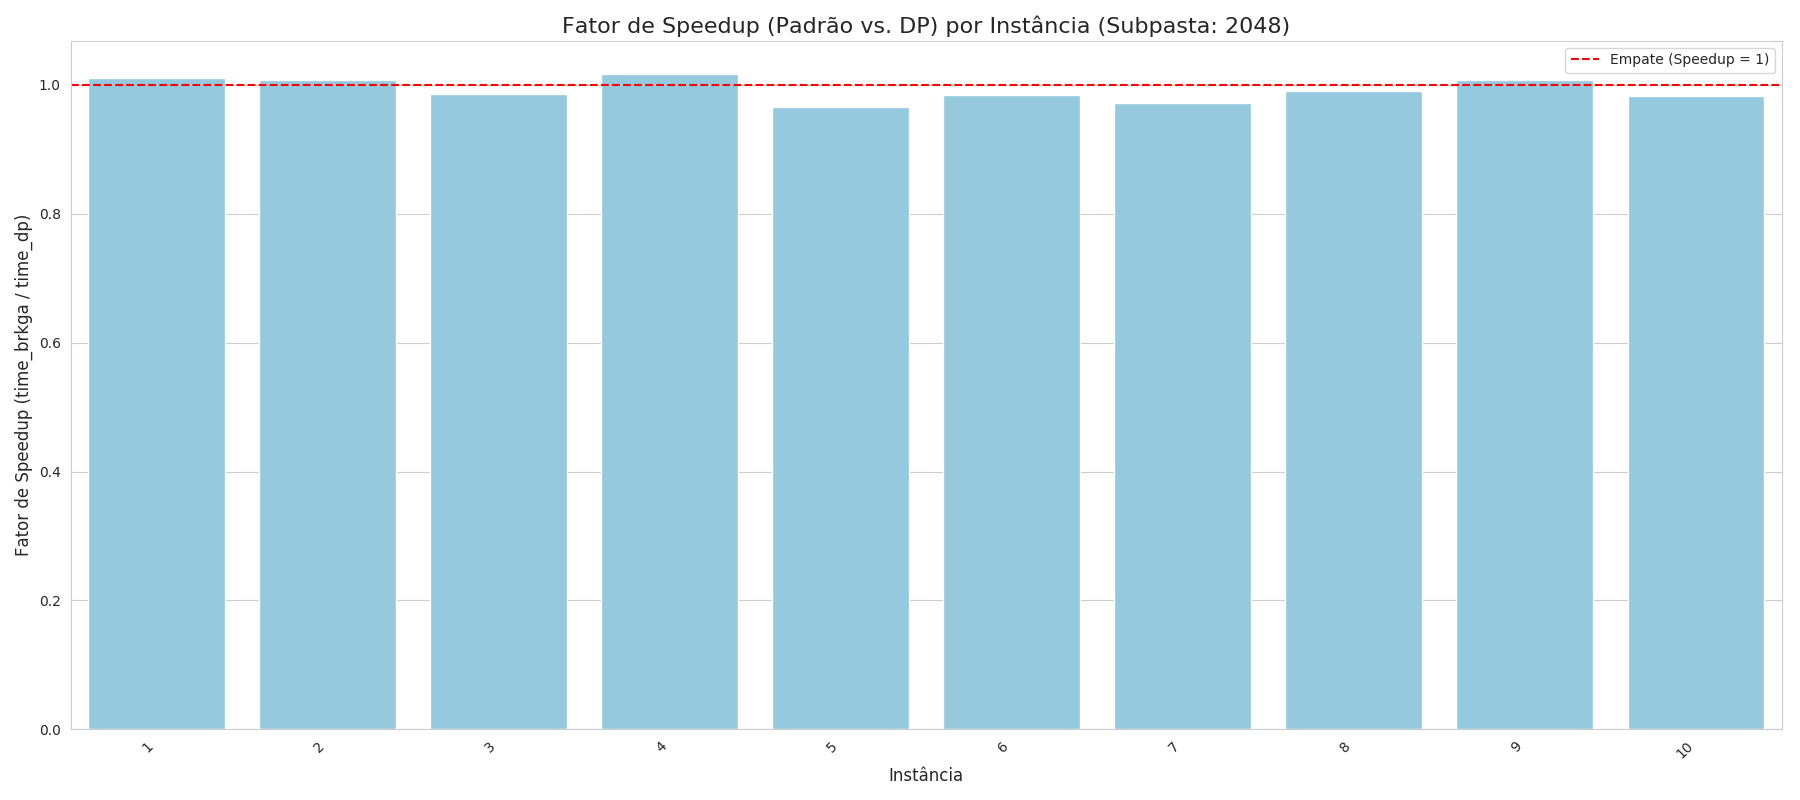 Fator de Speedup (Padrão vs. DP) por Instância (Subpasta: 2048)
Empate (Speedup = 1)
Fator de Speedup (time_brkga / time_dp)
1.0
0.8
0.6
0.4
0.2
0.0
1 2 3 4 5 6 7 8 9 10
Instância